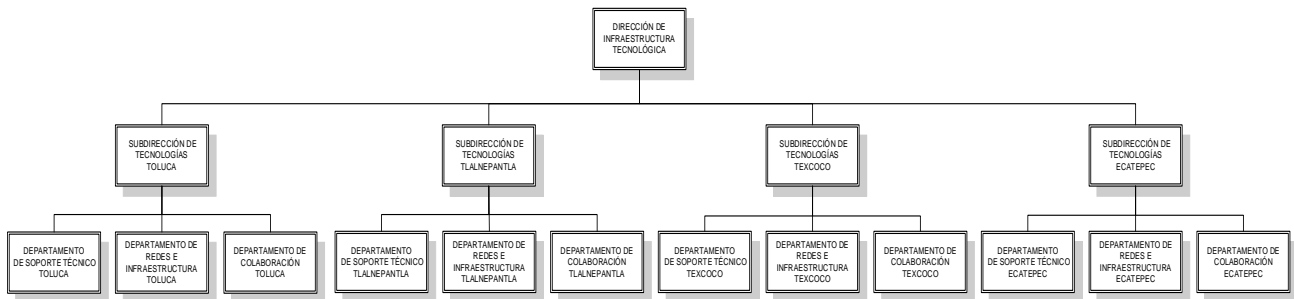 DIRECCIÓN DE
INFRAESTRUCTURA
TECNOLÓGICA
SUBDIRECCIÓN DE
TECNOLOGÍAS
TOLUCA
SUBDIRECCIÓN DE
TECNOLOGÍAS
TLALNEPANTLA
SUBDIRECCIÓN DE
TECNOLOGÍAS
TEXCOCO
SUBDIRECCIÓN DE
TECNOLOGÍAS
ECATEPEC
DEPARTAMENTO
DE SOPORTE TÉCNICO
TOLUCA
DEPARTAMENTO DE
REDES E
INFRAESTRUCTURA
TOLUCA
DEPARTAMENTO DE
COLABORACIÓN
TOLUCA
DEPARTAMENTO
DE SOPORTE TÉCNICO
TLALNEPANTLA
DEPARTAMENTO DE
REDES E
INFRAESTRUCTURA
TLALNEPANTLA
DEPARTAMENTO DE
COLABORACIÓN
TLALNEPANTLA
DEPARTAMENTO
DE SOPORTE TÉCNICO
TEXCOCO
DEPARTAMENTO DE
REDES E
INFRAESTRUCTURA
TEXCOCO
DEPARTAMENTO DE
COLABORACIÓN
TEXCOCO
DEPARTAMENTO
DE SOPORTE TÉCNICO
ECATEPEC
DEPARTAMENTO DE
REDES E
INFRAESTRUCTURA
ECATEPEC
DEPARTAMENTO DE
COLABORACIÓN
ECATEPEC